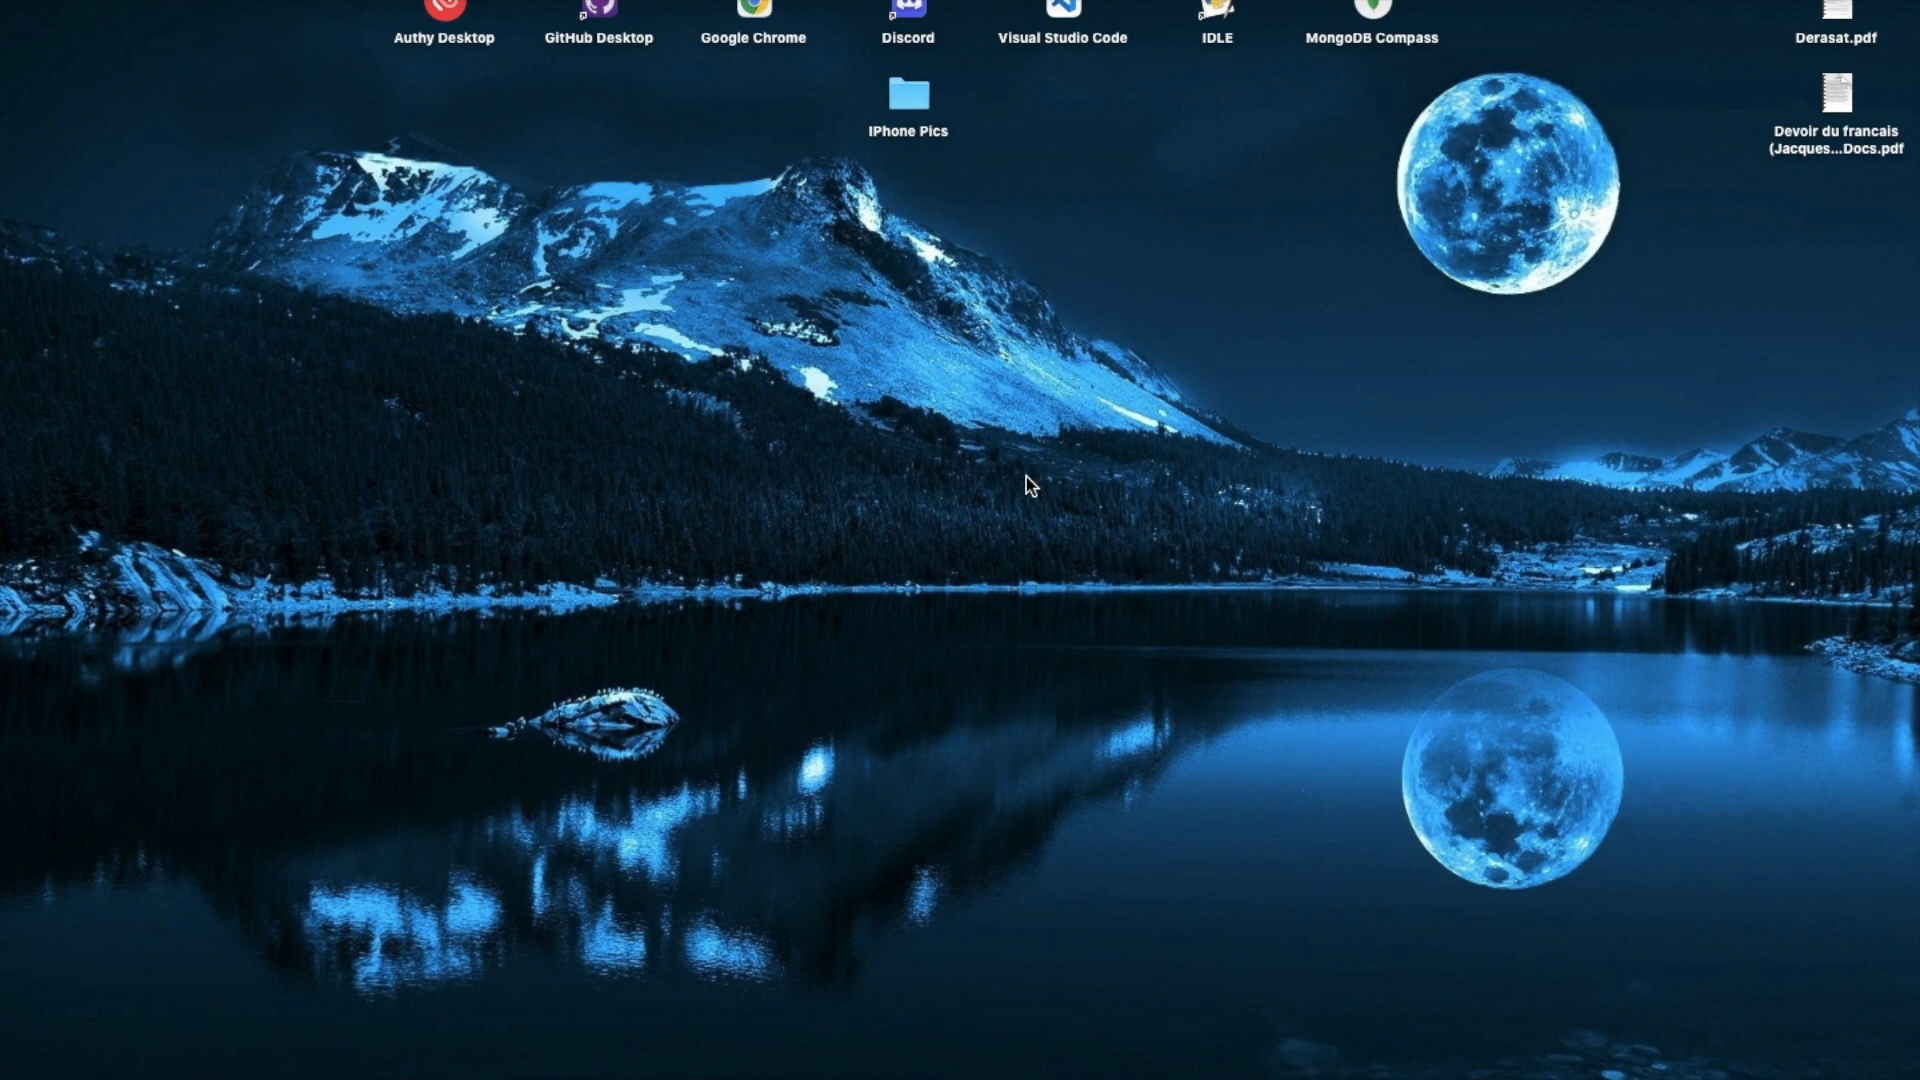 Authy Desktop
GitHub Desktop
Google Chrome
Discord
Visual Studio Code
IDLE
MongoDB Compass
Derasat.pdf
IPhone Pics
Devoir du francais
(Jacques...Docs.pdf